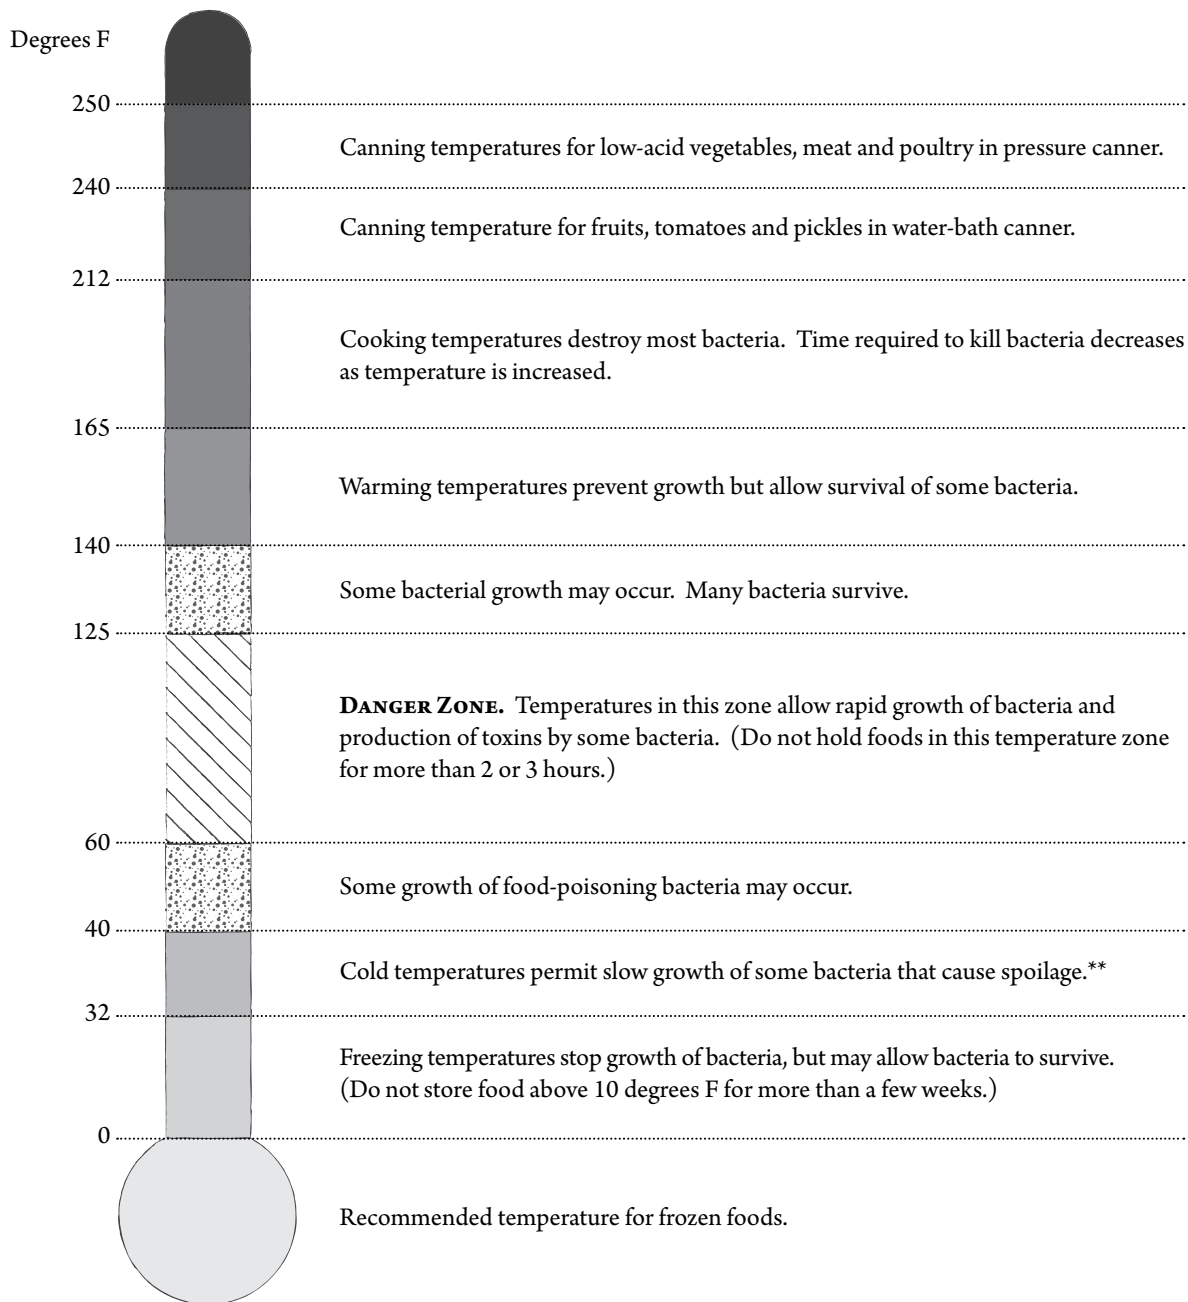 Degrees F
250
Canning temperatures for low-acid vegetables, meat and poultry in pressure canner.
240
Canning temperature for fruits, tomatoes and pickles in water-bath canner.
212
Cooking temperatures destroy most bacteria.  Time required to kill bacteria decreases
as temperature is increased.
165
Warming temperatures prevent growth but allow survival of some bacteria.
140
Some bacterial growth may occur.  Many bacteria survive.
125
DANGER ZONE.  Temperatures in this zone allow rapid growth of bacteria and
production of toxins by some bacteria.  (Do not hold foods in this temperature zone
for more than 2 or 3 hours.)
60
Some growth of food-poisoning bacteria may occur.
40
Cold temperatures permit slow growth of some bacteria that cause spoilage.**
32
Freezing temperatures stop growth of bacteria, but may allow bacteria to survive.
(Do not store food above 10 degrees F for more than a few weeks.)
0
Recommended temperature for frozen foods.